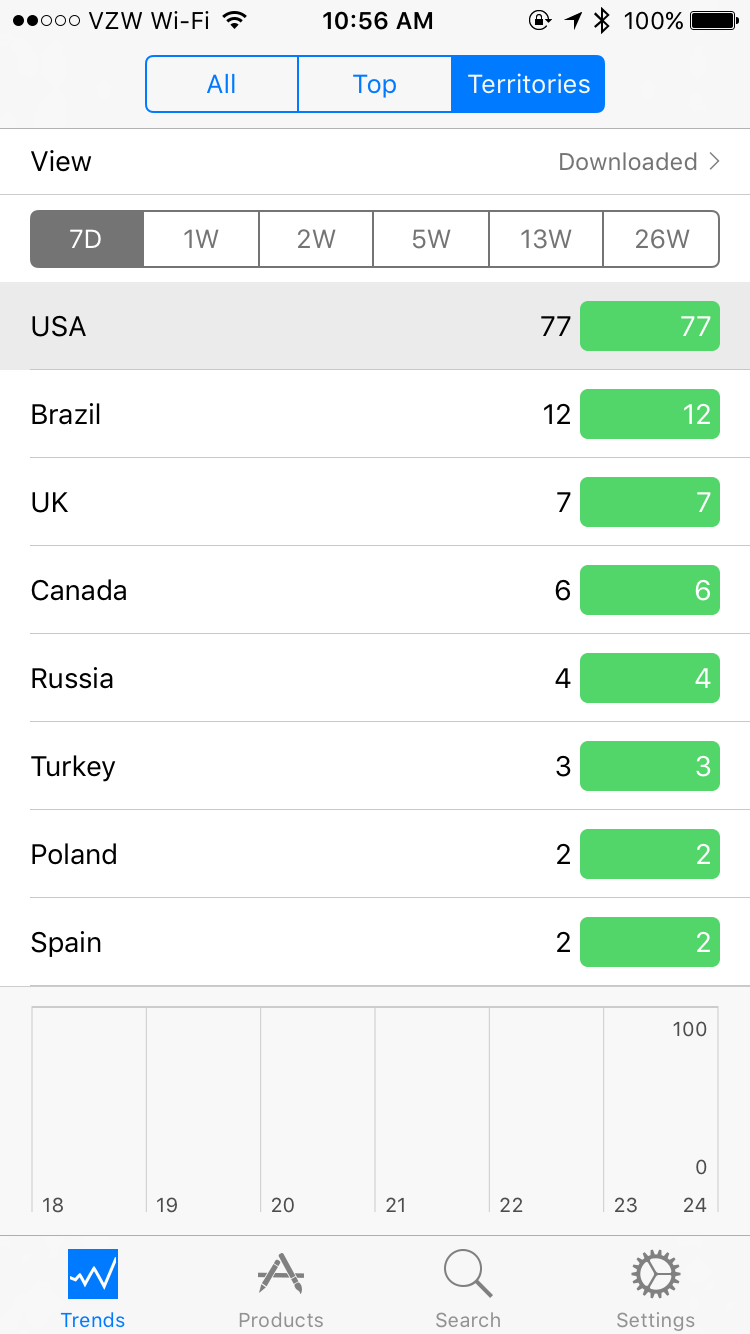 VZW Wi-Fi 10:56 AM 100%
All Top Territories
View Downloaded
7D 1W 2W 5W 13W 26W
USA 77 77
Brazil 12 12
UK 7 7
Canada 6 6
Russia 4 4
Turkey 3 3
Poland 2 2
Spain 2 2
100
0
18 19 20 21 22 23 24
Trends Products Search Settings